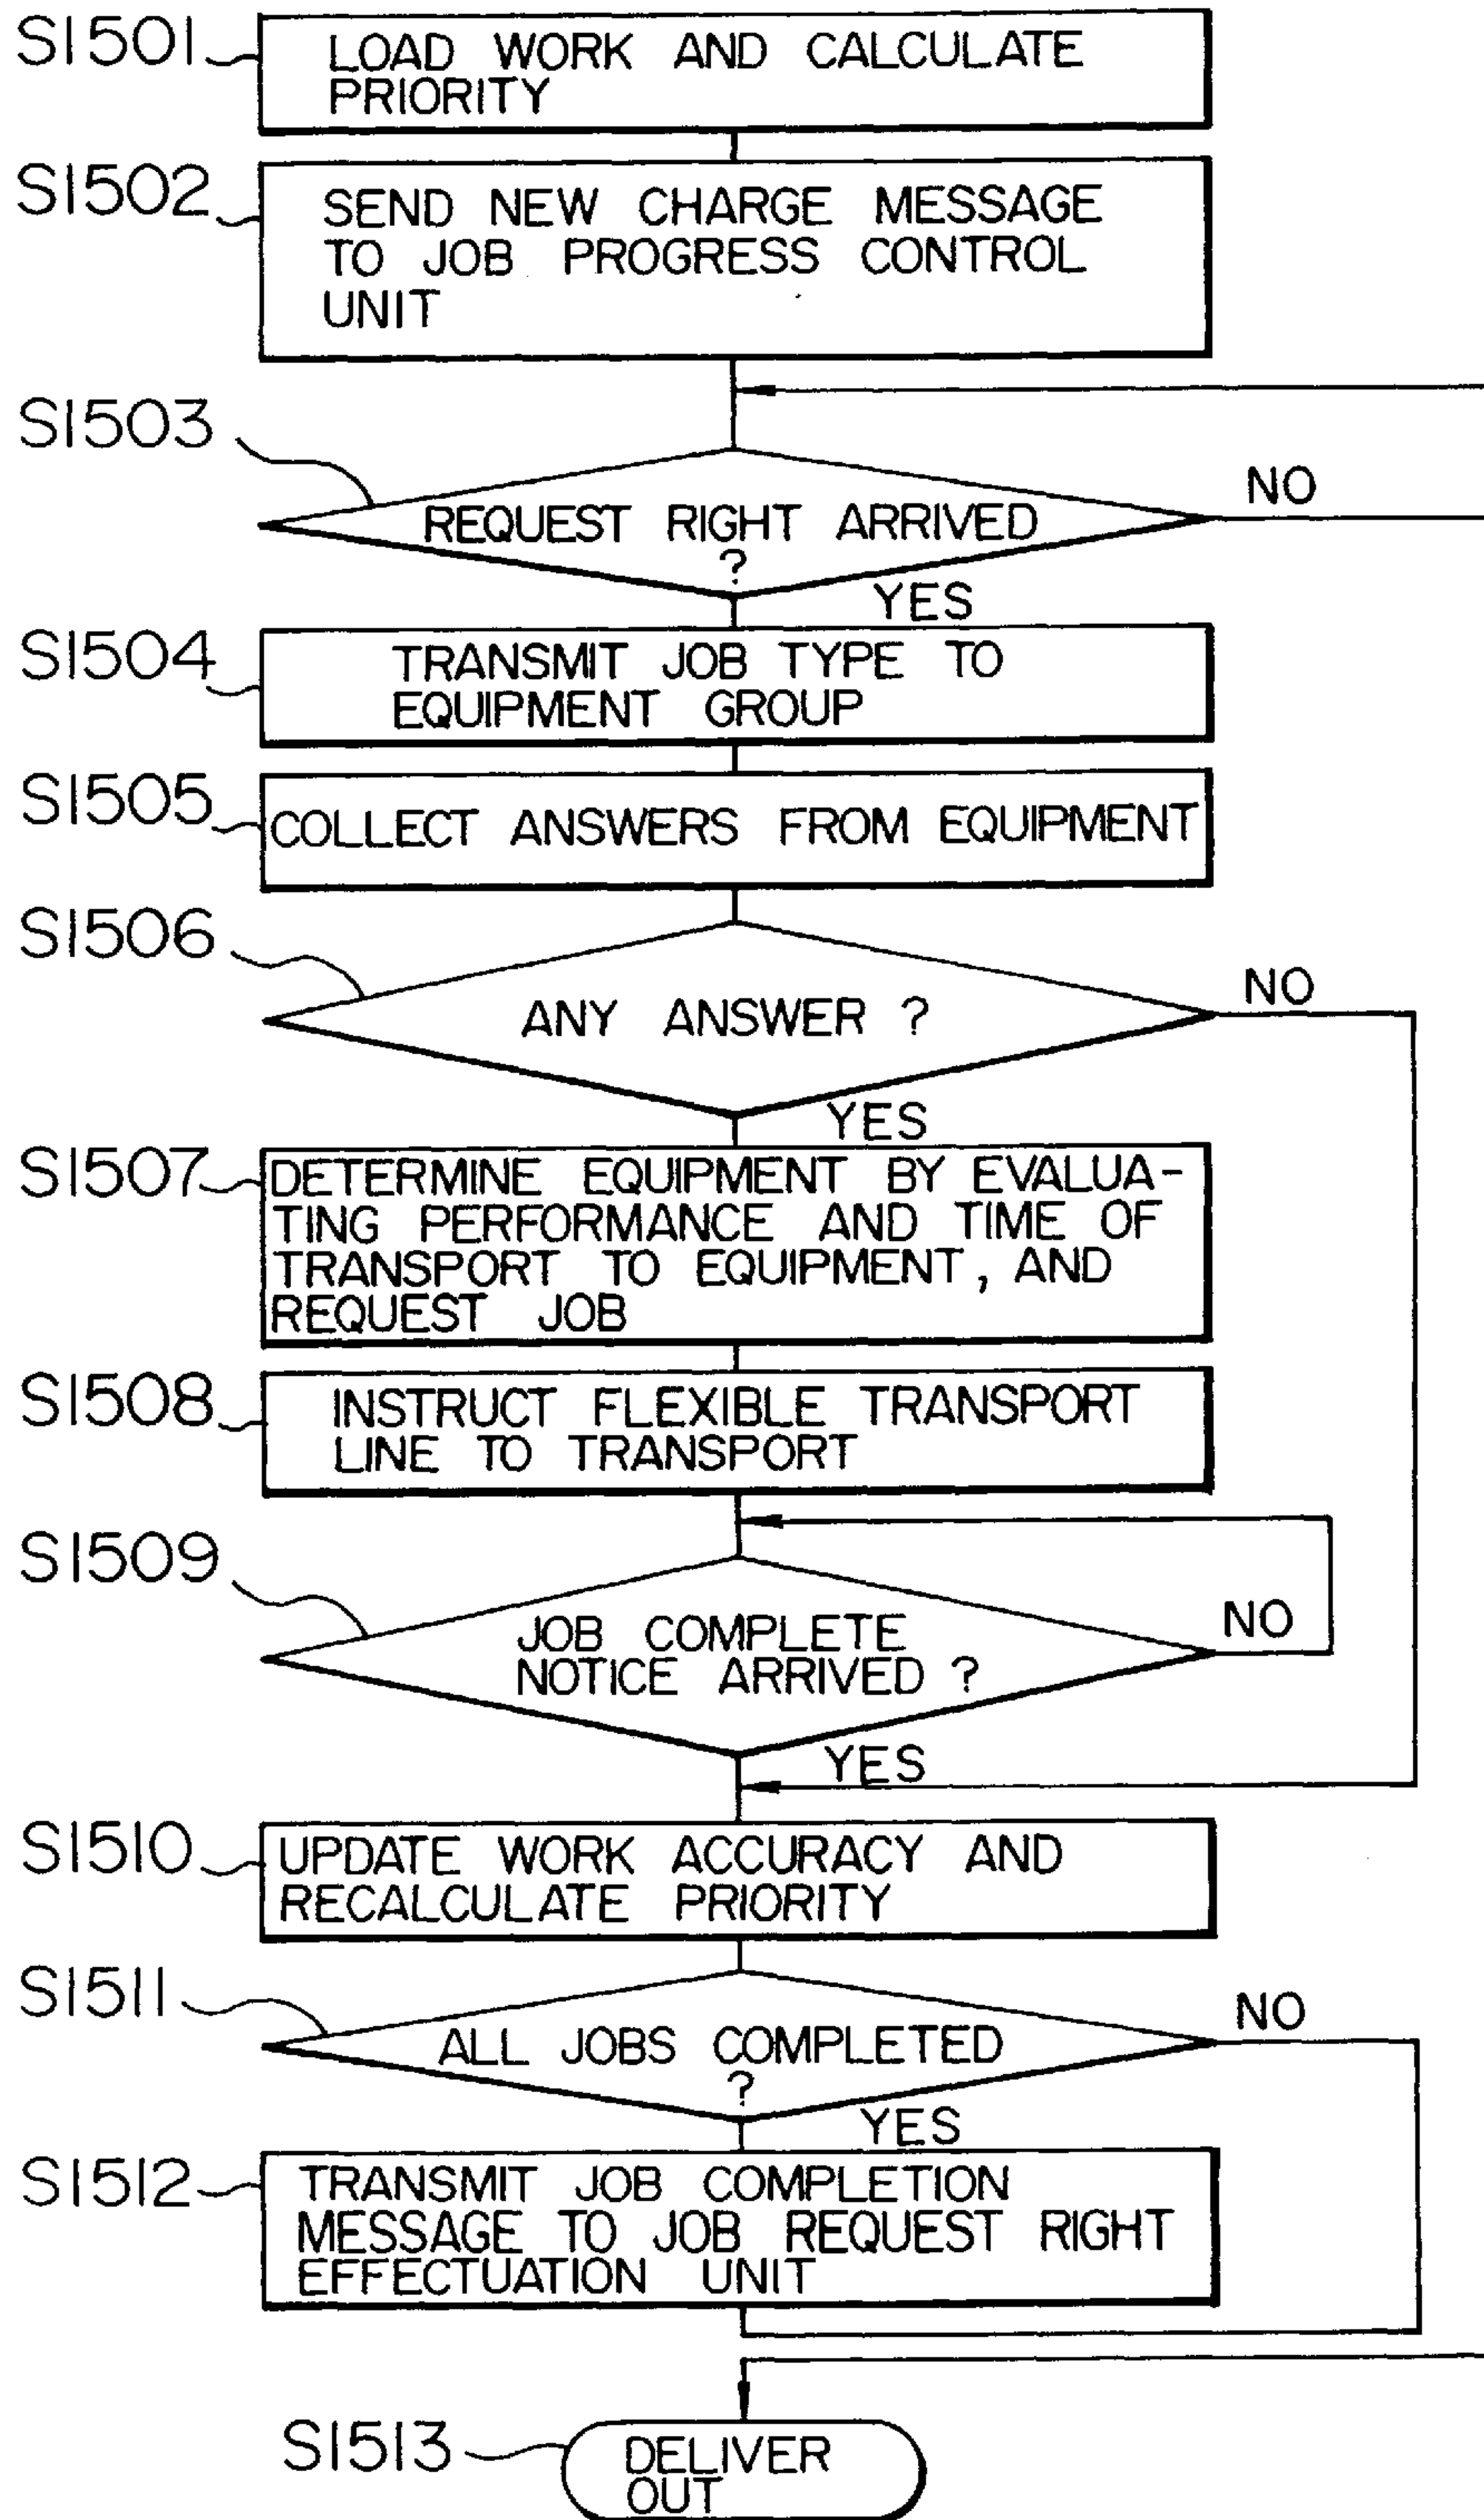 S1501
LOAD WORK AND CALCULATE
PRIORITY
S1502
SEND NEW CHARGE MESSAGE
TO JOB PROGRESS CONTROL
UNIT
S1503
REQUEST RIGHT ARRIVED
?
NO
YES
S1504
TRANSMIT JOB TYPE TO
EQUIPMENT GROUP
S1505
COLLECT ANSWERS FROM EQUIPMENT
S1506
ANY ANSWER ?
NO
YES
S1507
DETERMINE EQUIPMENT BY EVALUA-
TING PERFORMANCE AND TIME OF
TRANSPORT TO EQUIPMENT, AND
REQUEST JOB
S1508
INSTRUCT FLEXIBLE TRANSPORT
LINE TO TRANSPORT
S1509
JOB COMPLETE
NOTICE ARRIVED ?
NO
YES
S1510
UPDATE WORK ACCURACY AND
RECALCULATE PRIORITY
S1511
ALL JOBS COMPLETED
?
NO
YES
S1512
TRANSMIT JOB COMPLETION
MESSAGE TO JOB REQUEST RIGHT
EFFECTUATION UNIT
S1513
DELIVER
OUT